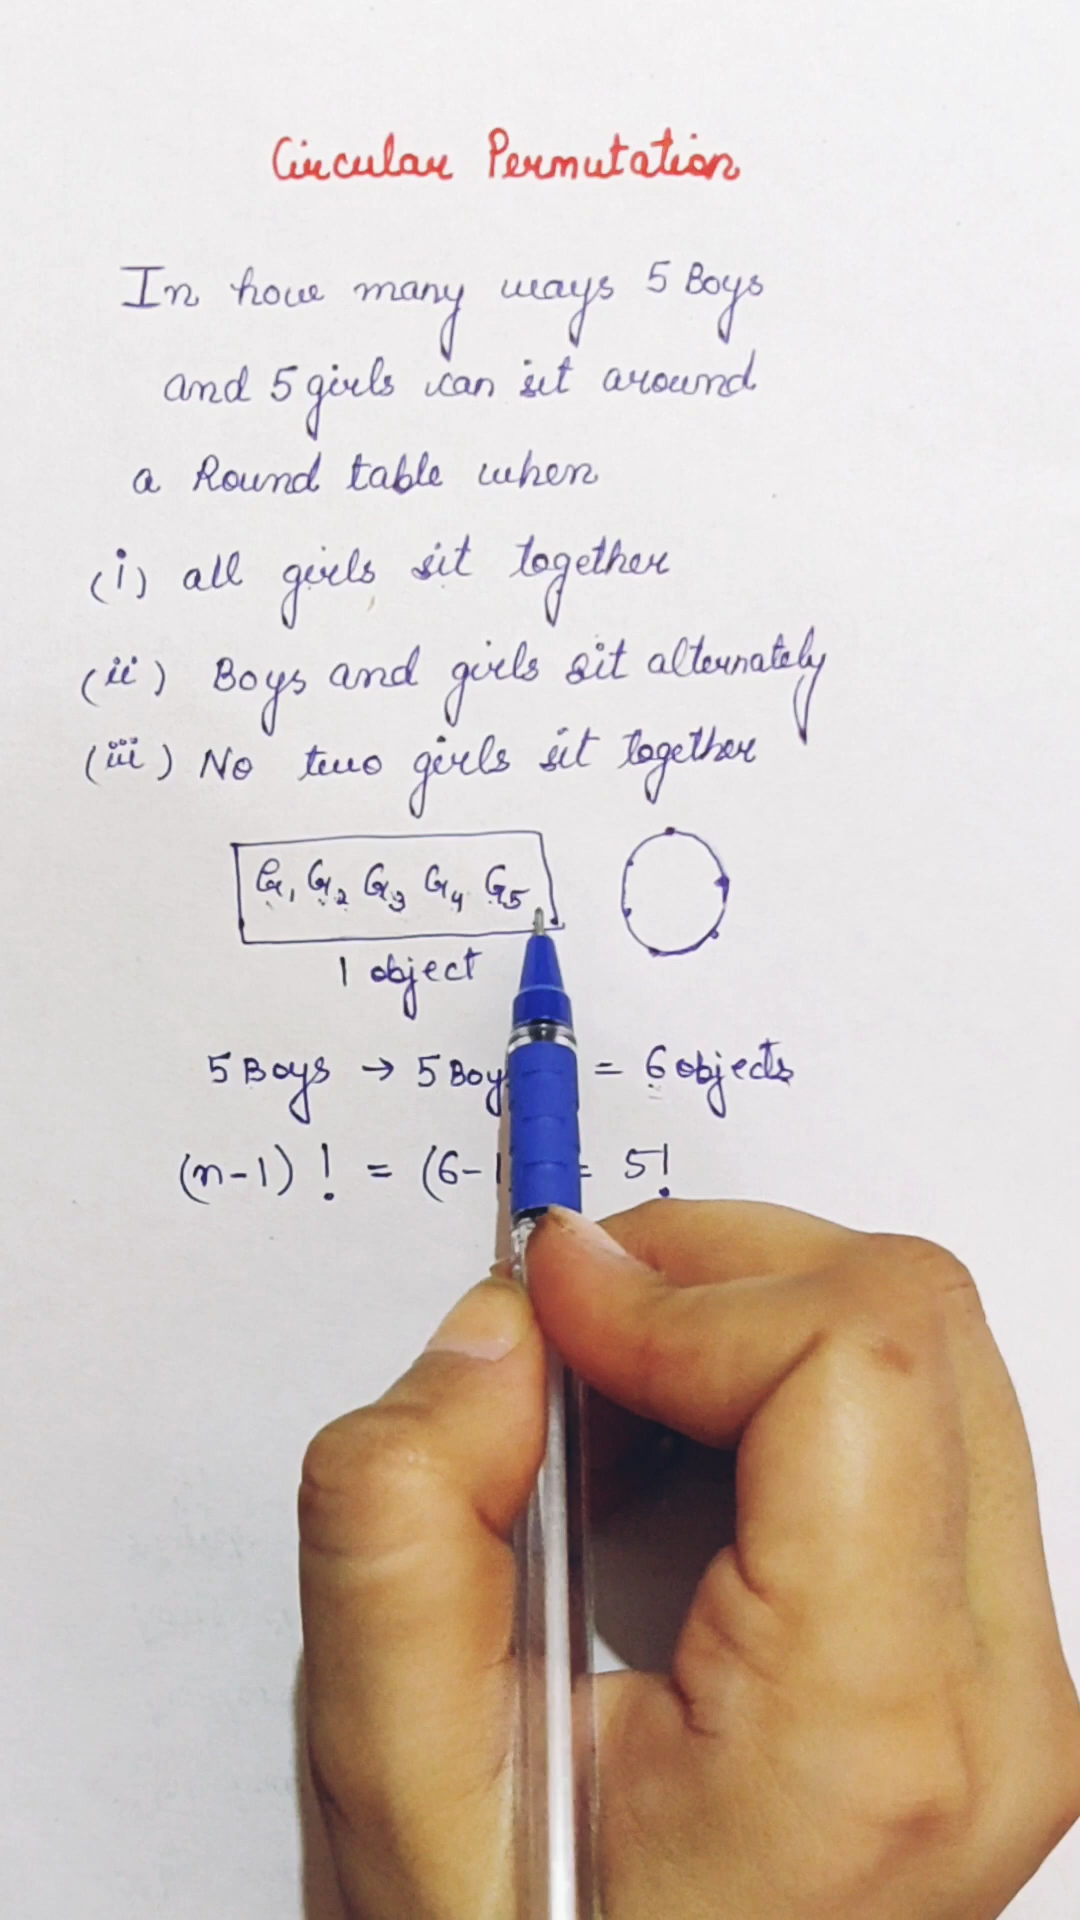 Circular Permutation
In how many ways 5 Boys
and 5 girls can sit around
a Round table when
(i) all girls sit together
(ii) Boys and girls sit alternately
(iii) No two girls sit together
G1 G2 G3 G4 G5
1 object
5 Boys → 5 Boy = 6 objects
(n-1)! = (6-1 = 5!